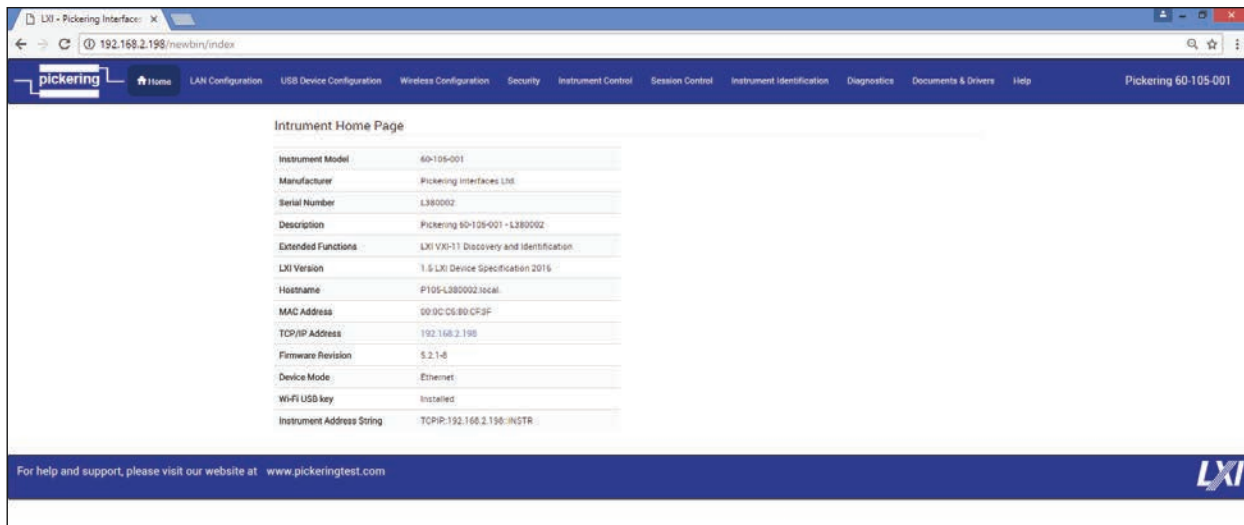 LXI - Pickering Interface:
192.168.2.198/newbin/index
pickering Home LAN Configuration USB Device Configuration Wireless Configuration Security Instrument Control Session Control Instrument Identification Diagnostics Documents & Drivers Help Pickering 60-105-001
Intrument Home Page
Instrument Model 60-105-001
Manufacturer Pickering Interfaces Ltd.
Serial Number L380002
Description Pickering 60-105-001 - L380002
Extended Functions LXI VXI-11 Discovery and Identification
LXI Version 1.5 LXI Device Specification 2016
Hostname P105-L380002.local.
MAC Address 00:0C:C6:80:CF:3F
TCP/IP Address 192.168.2.198
Firmware Revision 5.2.1-8
Device Mode Ethernet
Wi-Fi USB key Installed
Instrument Address String TCPIP::192.168.2.198::INSTR
For help and support, please visit our website at www.pickeringtest.com
LXI